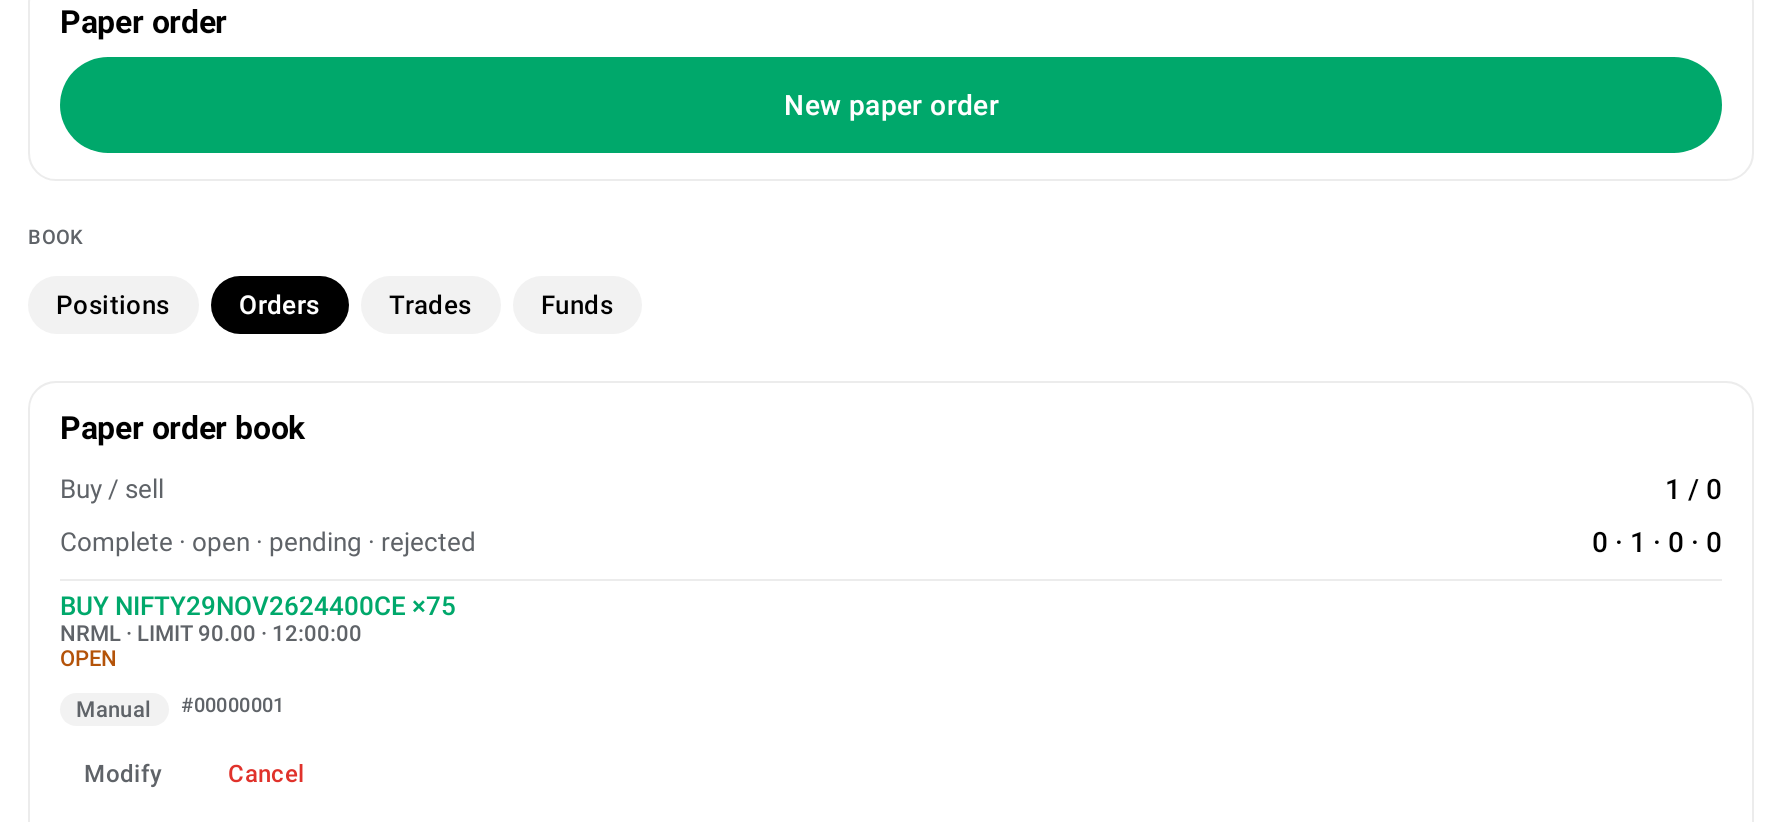 Paper order
New paper order
BOOK
Positions Orders Trades Funds
Paper order book
Buy / sell 1 / 0
Complete · open · pending · rejected 0 · 1 · 0 · 0
BUY NIFTY29NOV2624400CE ×75
NRML · LIMIT 90.00 · 12:00:00
OPEN
Manual #00000001
Modify Cancel